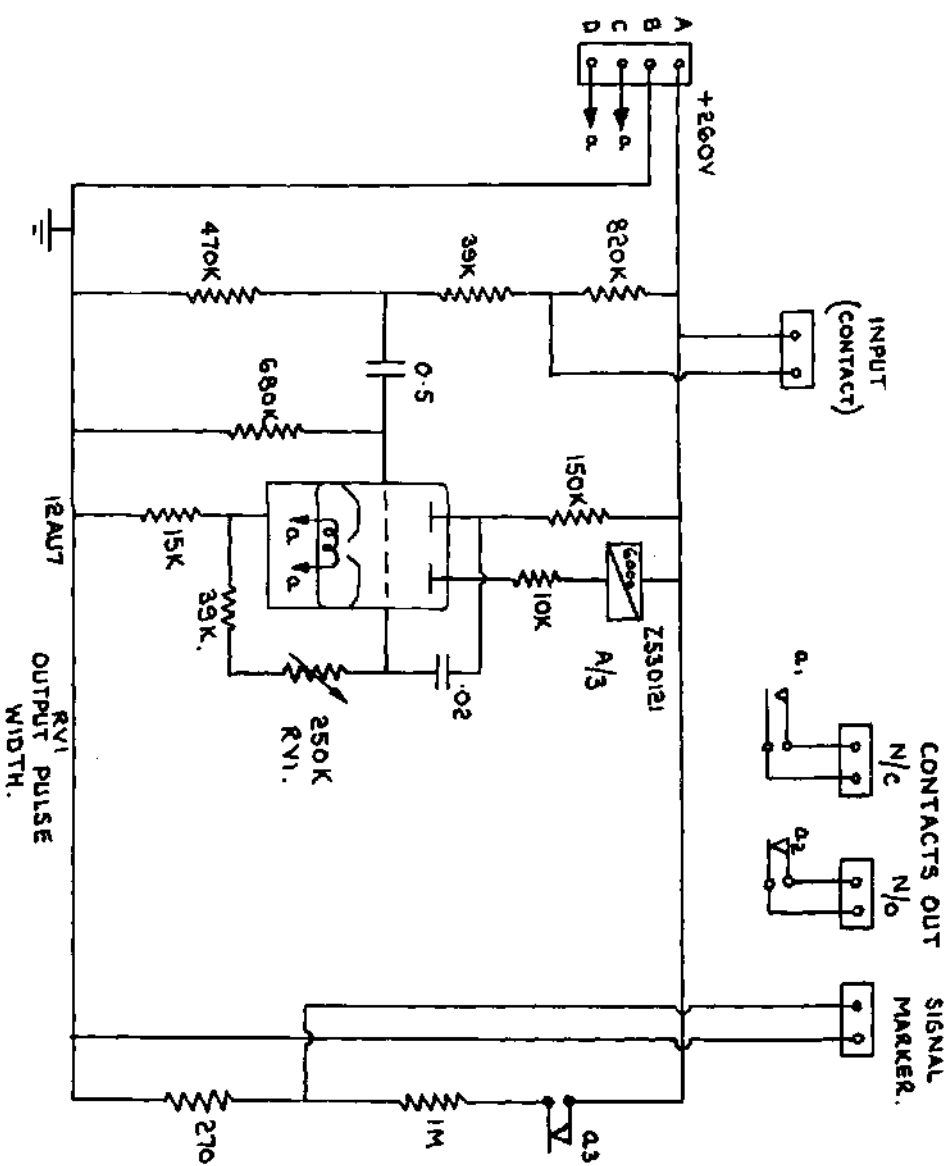 A
B
C
D
+260V
a
a
INPUT
(CONTACT)
820K
39K
470K
0.5
680K
150K
10K
Z530121
A/3
.02
a
a
15K
39K.
250K
RV1.
12AU7
RV1
OUTPUT PULSE
WIDTH.
CONTACTS OUT
N/C
N/O
a1
a2
SIGNAL
MARKER.
a3
1M
270